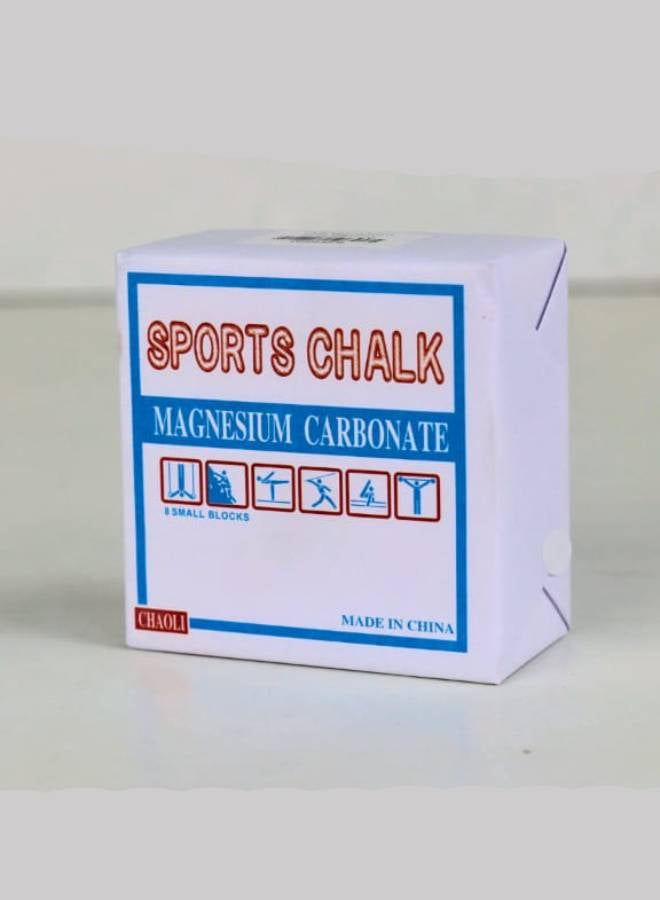 SPORTS CHALK
MAGNESIUM CARBONATE
8 SMALL BLOCKS
CHAOLI
MADE IN CHINA